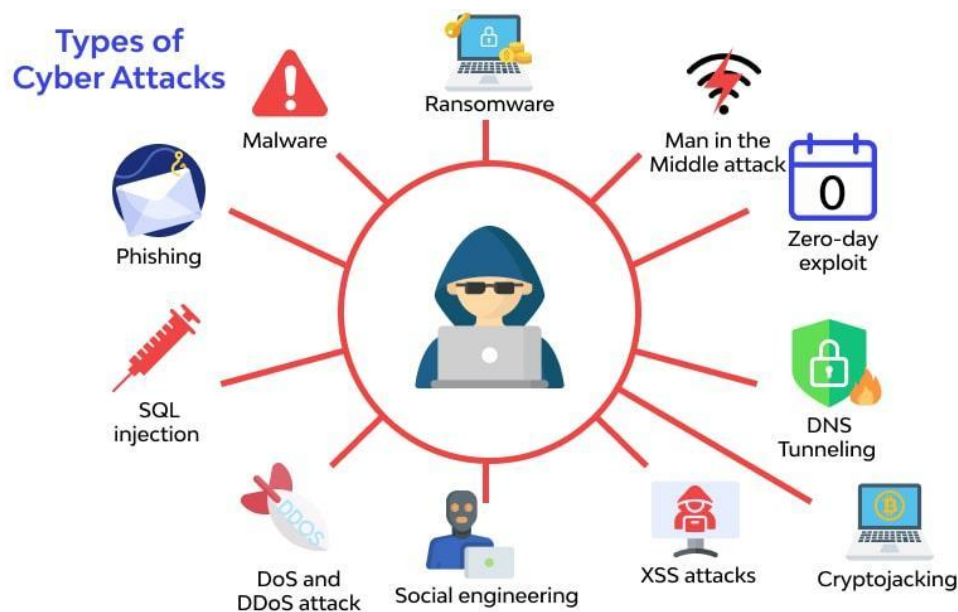 Types of
Cyber Attacks
Ransomware
Malware
Man in the
Middle attack
0
Phishing
Zero-day
exploit
SQL
injection
DNS
Tunneling
DDOS
DoS and
DDoS attack
Social engineering
XSS attacks
Cryptojacking